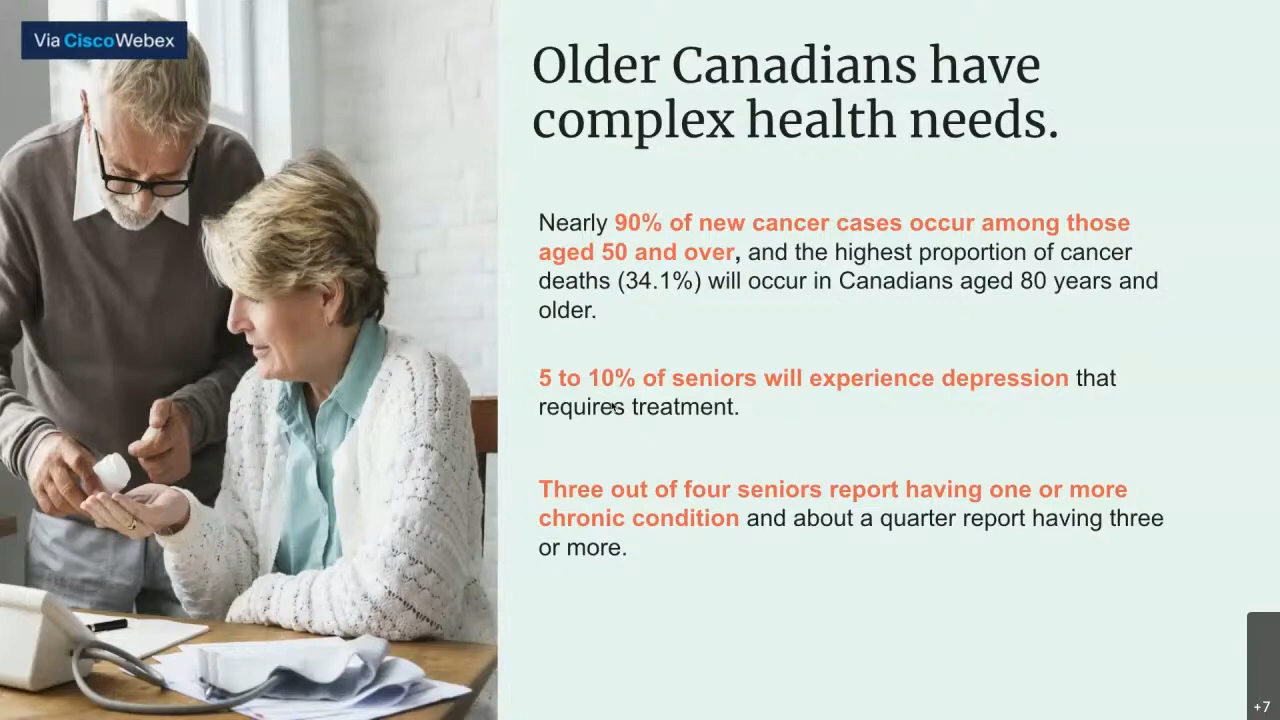 Via CiscoWebex
Older Canadians have
complex health needs.
Nearly 90% of new cancer cases occur among those
aged 50 and over, and the highest proportion of cancer
deaths (34.1%) will occur in Canadians aged 80 years and
older.
5 to 10% of seniors will experience depression that
requires treatment.
Three out of four seniors report having one or more
chronic condition and about a quarter report having three
or more.
+7